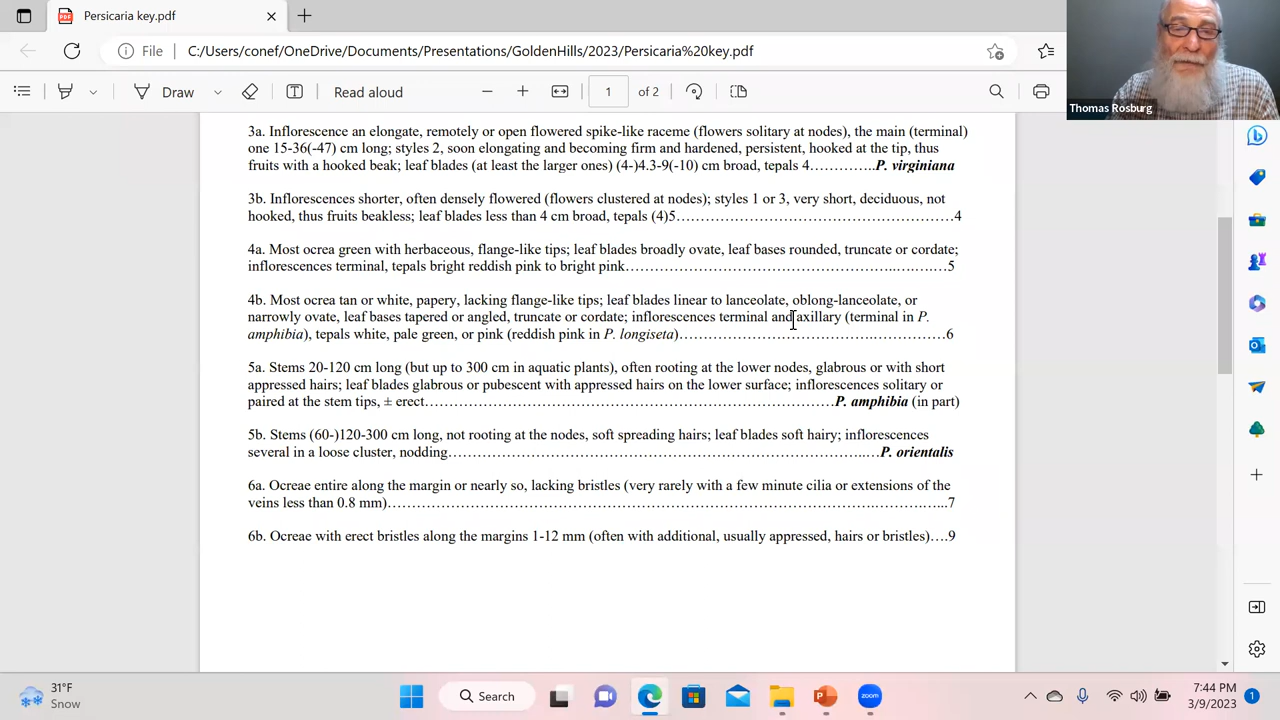 Persicaria key.pdf
File C:/Users/conef/OneDrive/Documents/Presentations/GoldenHills/2023/Persicaria%20key.pdf
Draw Read aloud 1 of 2
Thomas Rosburg
3a. Inflorescence an elongate, remotely or open flowered spike-like raceme (flowers solitary at nodes), the main (terminal)
one 15-36(-47) cm long; styles 2, soon elongating and becoming firm and hardened, persistent, hooked at the tip, thus
fruits with a hooked beak; leaf blades (at least the larger ones) (4-)4.3-9(-10) cm broad, tepals 4…………..P. virginiana
3b. Inflorescences shorter, often densely flowered (flowers clustered at nodes); styles 1 or 3, very short, deciduous, not
hooked, thus fruits beakless; leaf blades less than 4 cm broad, tepals (4)5……………………………………………………4
4a. Most ocrea green with herbaceous, flange-like tips; leaf blades broadly ovate, leaf bases rounded, truncate or cordate;
inflorescences terminal, tepals bright reddish pink to bright pink……………………………………………..….….…5
4b. Most ocrea tan or white, papery, lacking flange-like tips; leaf blades linear to lanceolate, oblong-lanceolate, or
narrowly ovate, leaf bases tapered or angled, truncate or cordate; inflorescences terminal and axillary (terminal in P.
amphibia), tepals white, pale green, or pink (reddish pink in P. longiseta)…………………………………..……………6
5a. Stems 20-120 cm long (but up to 300 cm in aquatic plants), often rooting at the lower nodes, glabrous or with short
appressed hairs; leaf blades glabrous or pubescent with appressed hairs on the lower surface; inflorescences solitary or
paired at the stem tips, ± erect…………………………………………………………………………P. amphibia (in part)
5b. Stems (60-)120-300 cm long, not rooting at the nodes, soft spreading hairs; leaf blades soft hairy; inflorescences
several in a loose cluster, nodding…………………………………………………………………………..…P. orientalis
6a. Ocreae entire along the margin or nearly so, lacking bristles (very rarely with a few minute cilia or extensions of the
veins less than 0.8 mm)……………………………………………………………………………….……….…...7
6b. Ocreae with erect bristles along the margins 1-12 mm (often with additional, usually appressed, hairs or bristles)….9
31°F
Snow
Search
zoom
7:44 PM
3/9/2023
1